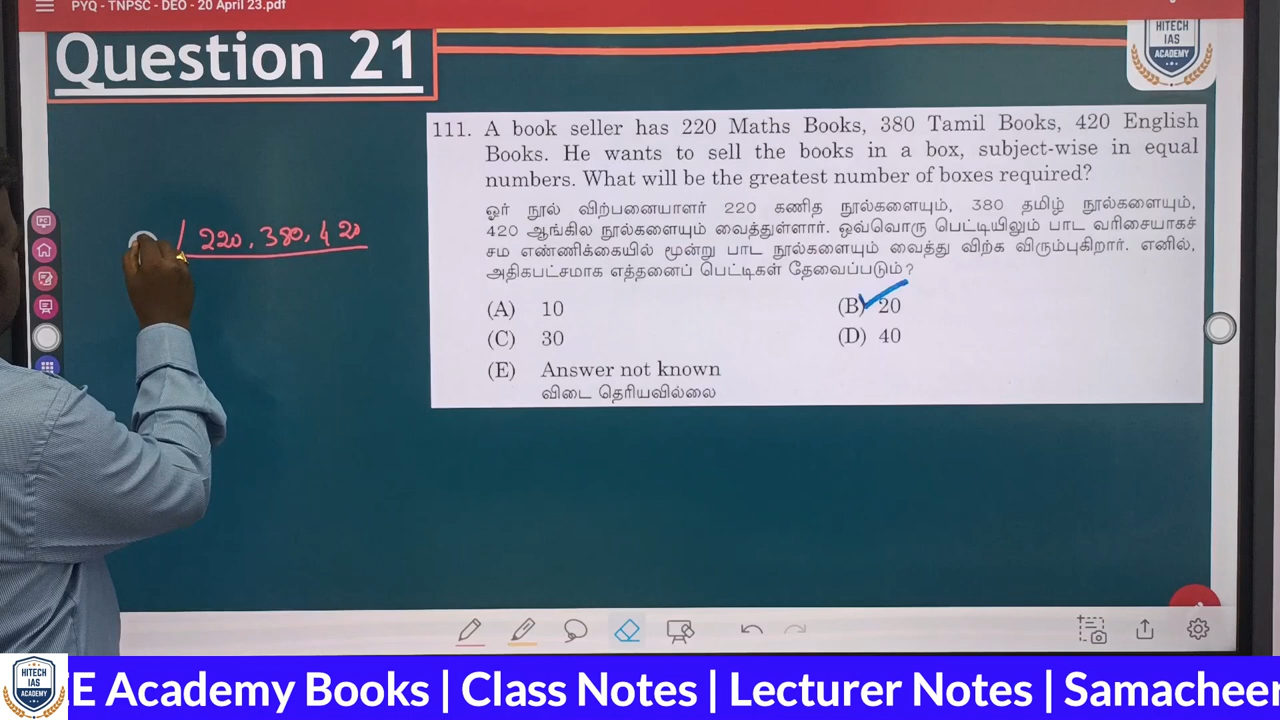 PYQ - TNPSC - DEO - 20 April 23.pdf
Question 21
HITECH
IAS
ACADEMY
111. A book seller has 220 Maths Books, 380 Tamil Books, 420 English
Books. He wants to sell the books in a box, subject-wise in equal
numbers. What will be the greatest number of boxes required?
ஓர் நூல் விற்பனையாளர் 220 கணித நூல்களையும், 380 தமிழ் நூல்களையும்,
420 ஆங்கில நூல்களையும் வைத்துள்ளார். ஒவ்வொரு பெட்டியிலும் பாட வரிசையாகச்
சம எண்ணிக்கையில் மூன்று பாட நூல்களையும் வைத்து விற்க விரும்புகிறார். எனில்,
அதிகபட்சமாக எத்தனைப் பெட்டிகள் தேவைப்படும்?
220, 380, 420
(A) 10 (B) 20
(C) 30 (D) 40
(E) Answer not known
விடை தெரியவில்லை
HITECH
IAS
ACADEMY
E Academy Books | Class Notes | Lecturer Notes | Samacheer